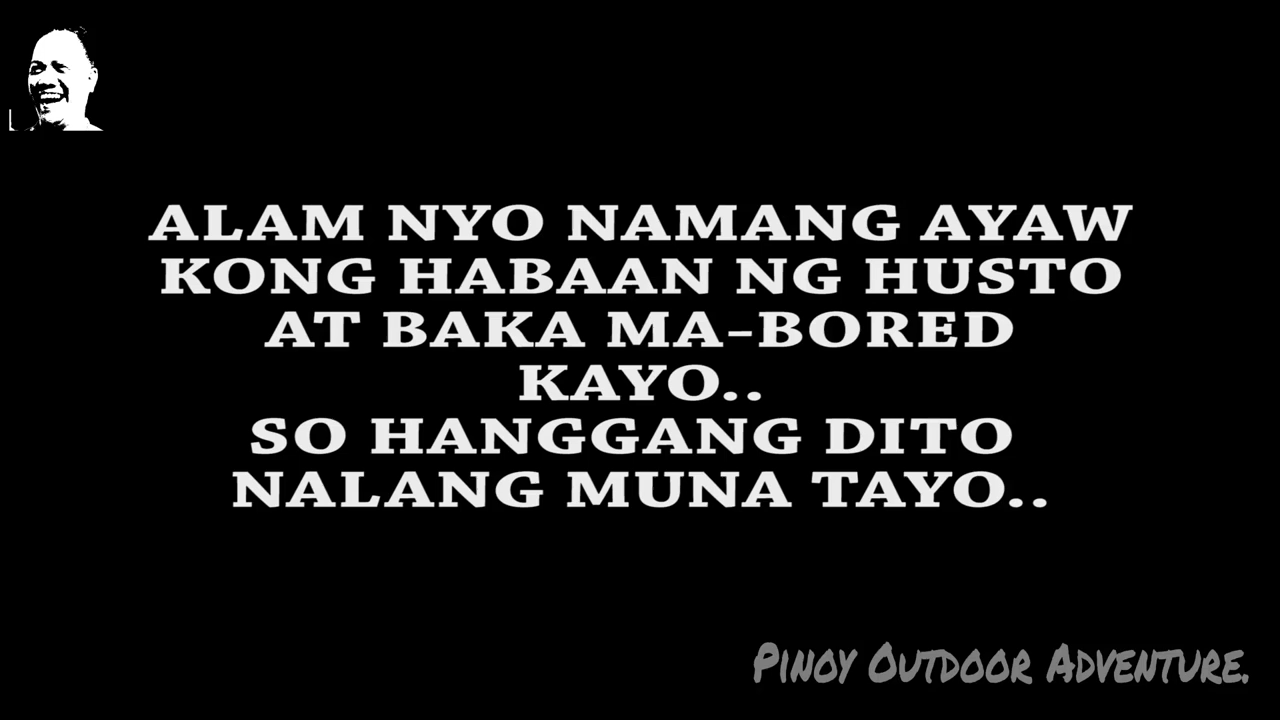 ALAM NYO NAMANG AYAW
KONG HABAAN NG HUSTO
AT BAKA MA-BORED
KAYO..
SO HANGGANG DITO
NALANG MUNA TAYO..
PINOY OUTDOOR ADVENTURE.